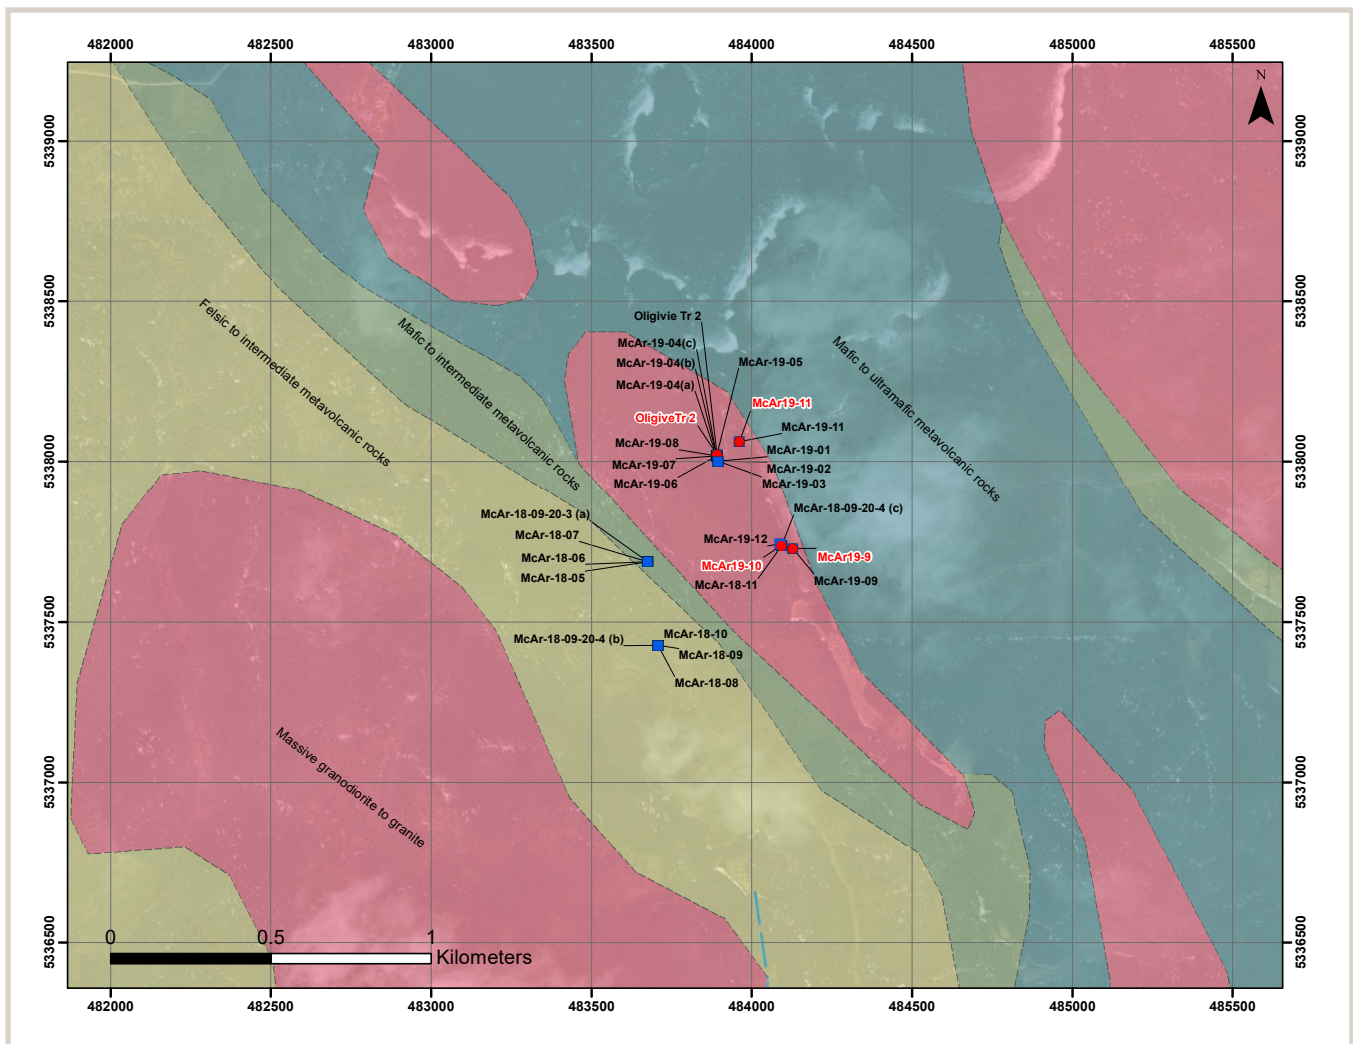 482000 482500 483000 483500 484000 484500 485000 485500
N
5339000 5339000
5338500 5338500
5338000 5338000
5337500 5337500
5337000 5337000
5336500 5336500
Felsic to intermediate metavolcanic rocks
Mafic to intermediate metavolcanic rocks
Mafic to ultramafic metavolcanic rocks
Massive granodiorite to granite
Oligivie Tr 2
McAr-19-04(c)
McAr-19-04(b)
McAr-19-04(a)
OligiveTr 2
McAr-19-08
McAr-19-07
McAr-19-06
McAr-19-05
McAr19-11
McAr-19-11
McAr-19-01
McAr-19-02
McAr-19-03
McAr-18-09-20-4 (c)
McAr-19-12
McAr19-10
McAr-18-11
McAr19-9
McAr-19-09
McAr-18-09-20-3 (a)
McAr-18-07
McAr-18-06
McAr-18-05
McAr-18-09-20-4 (b)
McAr-18-10
McAr-18-09
McAr-18-08
0 0.5 1
Kilometers
482000 482500 483000 483500 484000 484500 485000 485500